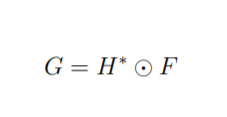 G = H* ⊙ F